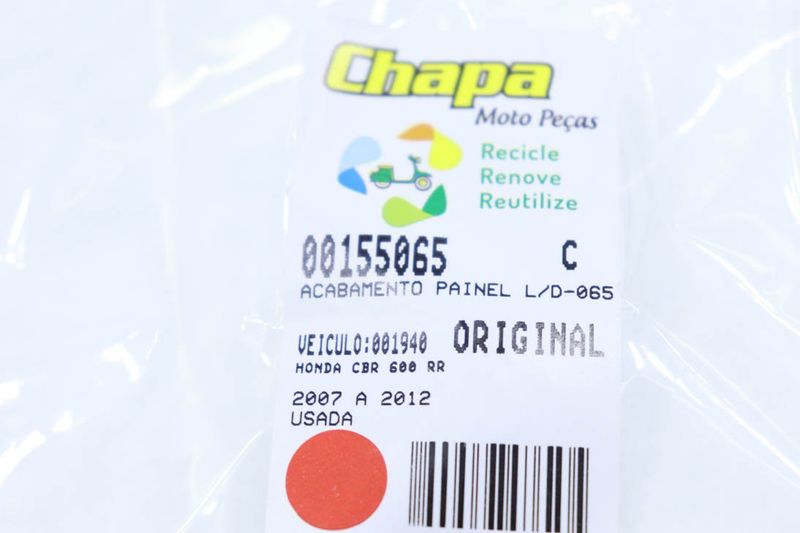 Chapa
Moto Peças
Recicle
Renove
Reutilize
00155065 C
ACABAMENTO PAINEL L/D-065
VEICULO:001940 ORIGINAL
HONDA CBR 600 RR
2007 A 2012
USADA